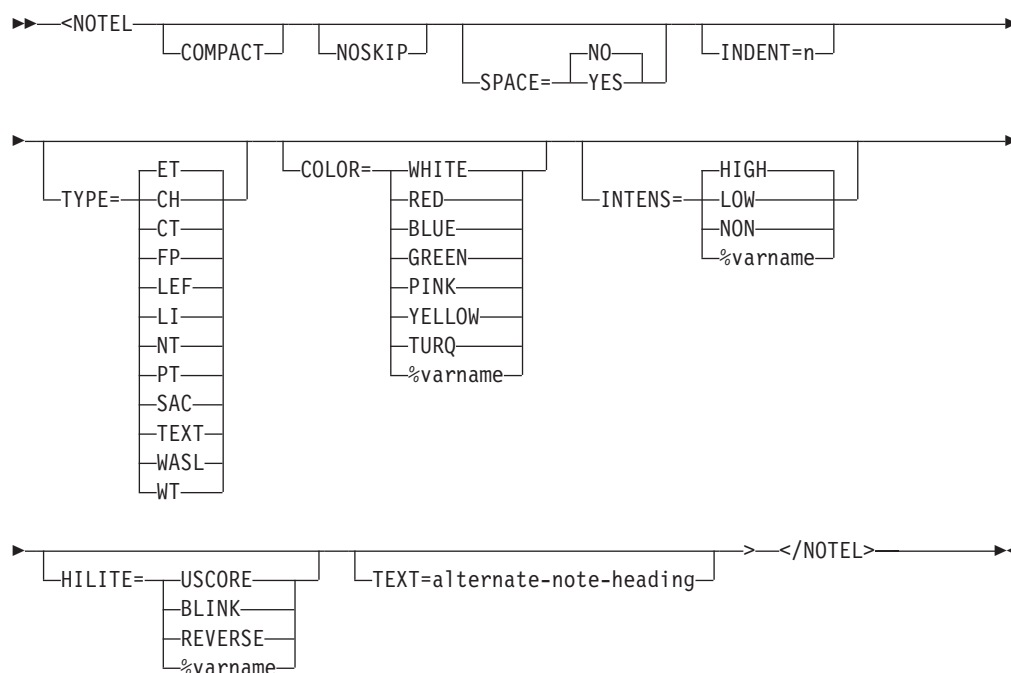 <NOTEL COMPACT NOSKIP SPACE= NO YES INDENT=n
TYPE= ET CH CT FP LEF LI NT PT SAC TEXT WASL WT
COLOR= WHITE RED BLUE GREEN PINK YELLOW TURQ %varname
INTENS= HIGH LOW NON %varname
HILITE= USCORE BLINK REVERSE %varname
TEXT=alternate-note-heading > </NOTEL>